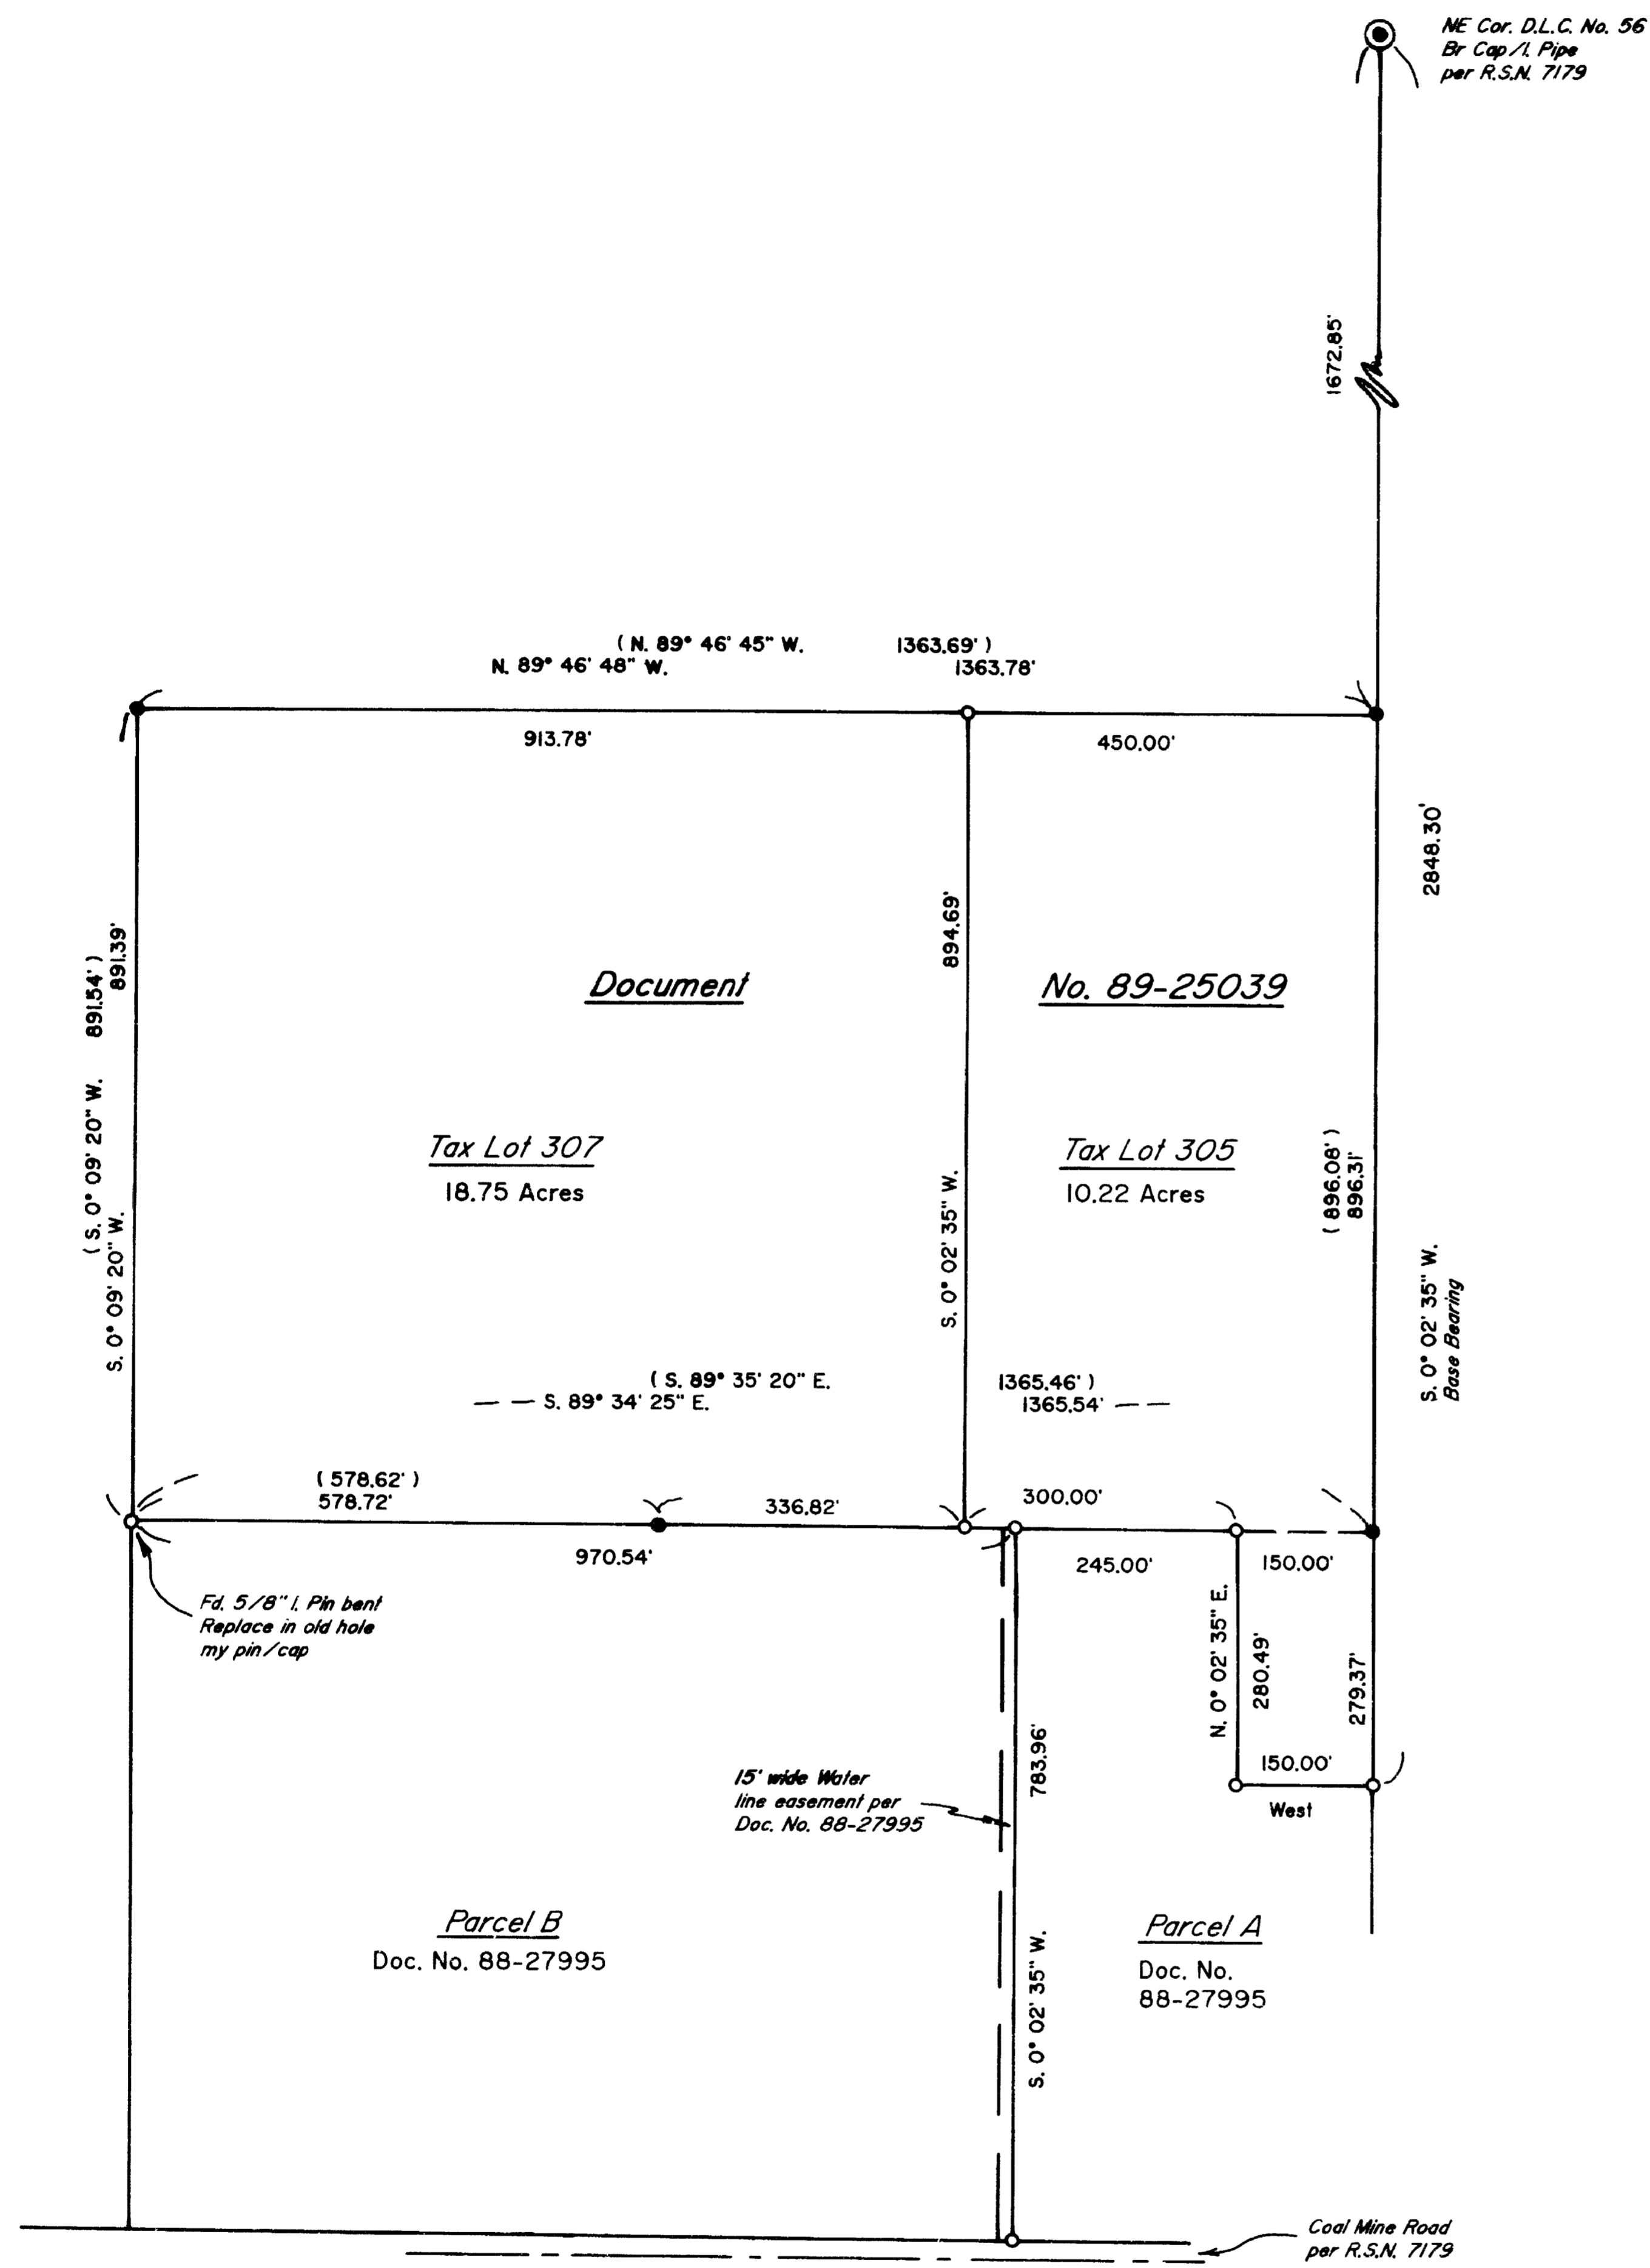 NE Cor. D.L.C. No. 56
Br Cap/I. Pipe
per R.S.N. 7179
1672.85'
( N. 89° 46' 45" W. 1363.69' )
N. 89° 46' 48" W. 1363.78'
913.78'
450.00'
2848.30'
S. 0° 02' 35" W.
Base Bearing
( S. 0° 09' 20" W. 891.54' )
S. 0° 09' 20" W. 891.39'
S. 0° 02' 35" W. 894.69'
( 896.08' )
896.31'
Document No. 89-25039
Tax Lot 307
18.75 Acres
Tax Lot 305
10.22 Acres
( S. 89° 35' 20" E. 1365.46' )
S. 89° 34' 25" E. 1365.54'
( 578.62' )
578.72'
336.82'
300.00'
970.54'
245.00'
150.00'
Fd. 5/8" I. Pin bent
Replace in old hole
my pin/cap
N. 0° 02' 35" E.
280.49'
279.37'
150.00'
West
783.96'
S. 0° 02' 35" W.
15' wide Water
line easement per
Doc. No. 88-27995
Parcel B
Doc. No. 88-27995
Parcel A
Doc. No.
88-27995
Coal Mine Road
per R.S.N. 7179